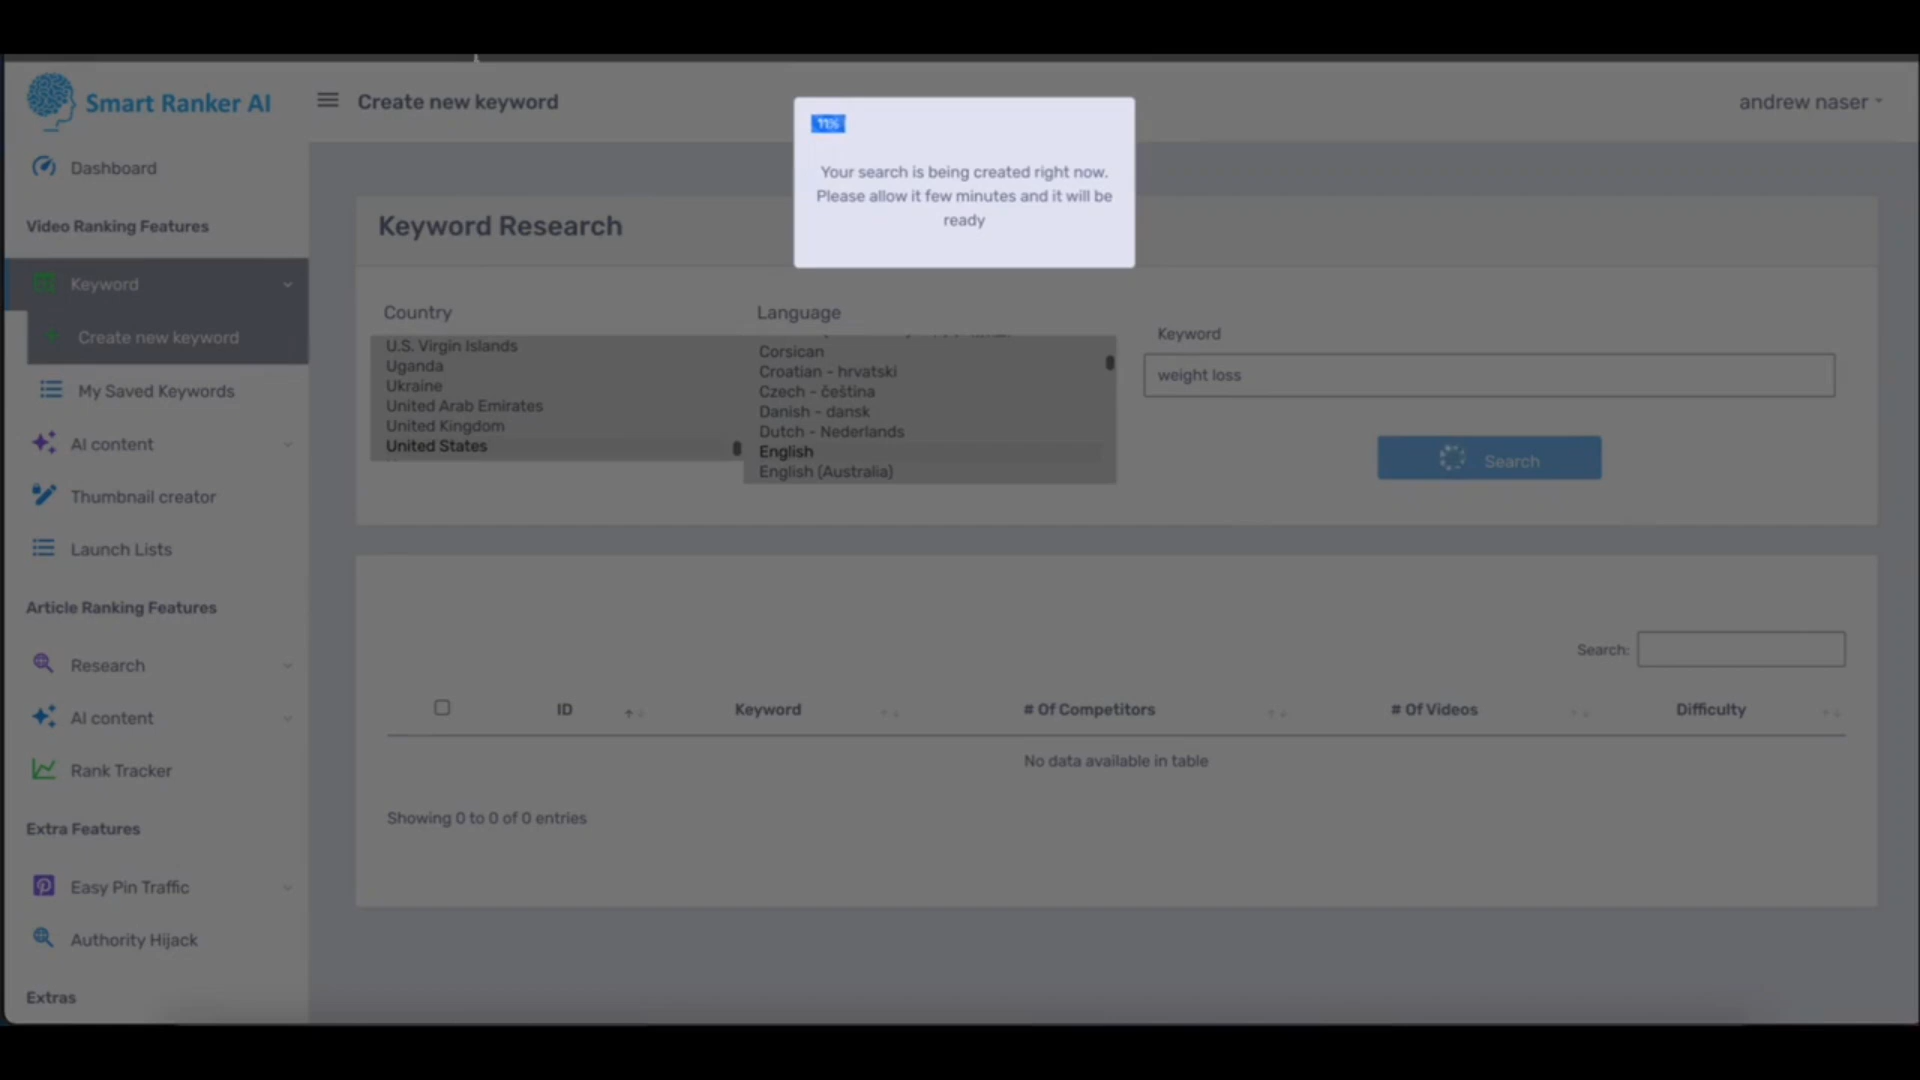 Smart Ranker AI
Create new keyword
andrew naser
11%
Your search is being created right now.
Please allow it few minutes and it will be
ready
Dashboard
Video Ranking Features
Keyword
Create new keyword
My Saved Keywords
AI content
Thumbnail creator
Launch Lists
Article Ranking Features
Research
AI content
Rank Tracker
Extra Features
Easy Pin Traffic
Authority Hijack
Extras
Keyword Research
Country
U.S. Virgin Islands
Uganda
Ukraine
United Arab Emirates
United Kingdom
United States
Language
Corsican
Croatian - hrvatski
Czech - čeština
Danish - dansk
Dutch - Nederlands
English
English (Australia)
Keyword
weight loss
Search
Search:
ID Keyword # Of Competitors # Of Videos Difficulty
No data available in table
Showing 0 to 0 of 0 entries